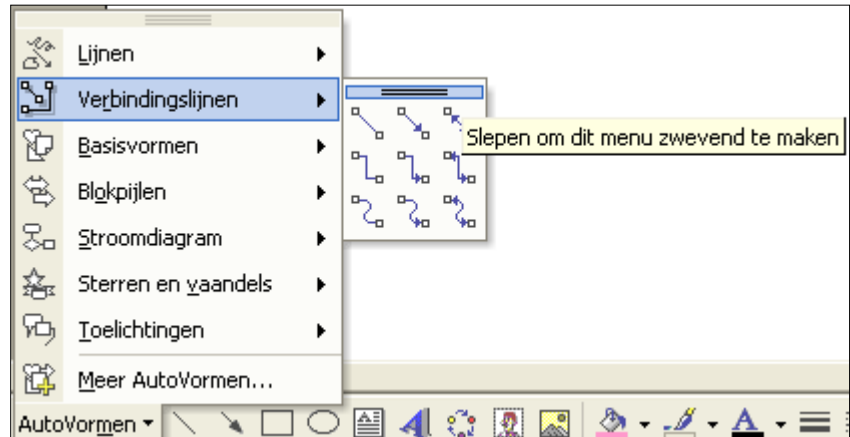 Lijnen
Verbindingslijnen
Slepen om dit menu zwevend te maken
Basisvormen
Blokpijlen
Stroomdiagram
Sterren en vaandels
Toelichtingen
Meer AutoVormen...
AutoVormen